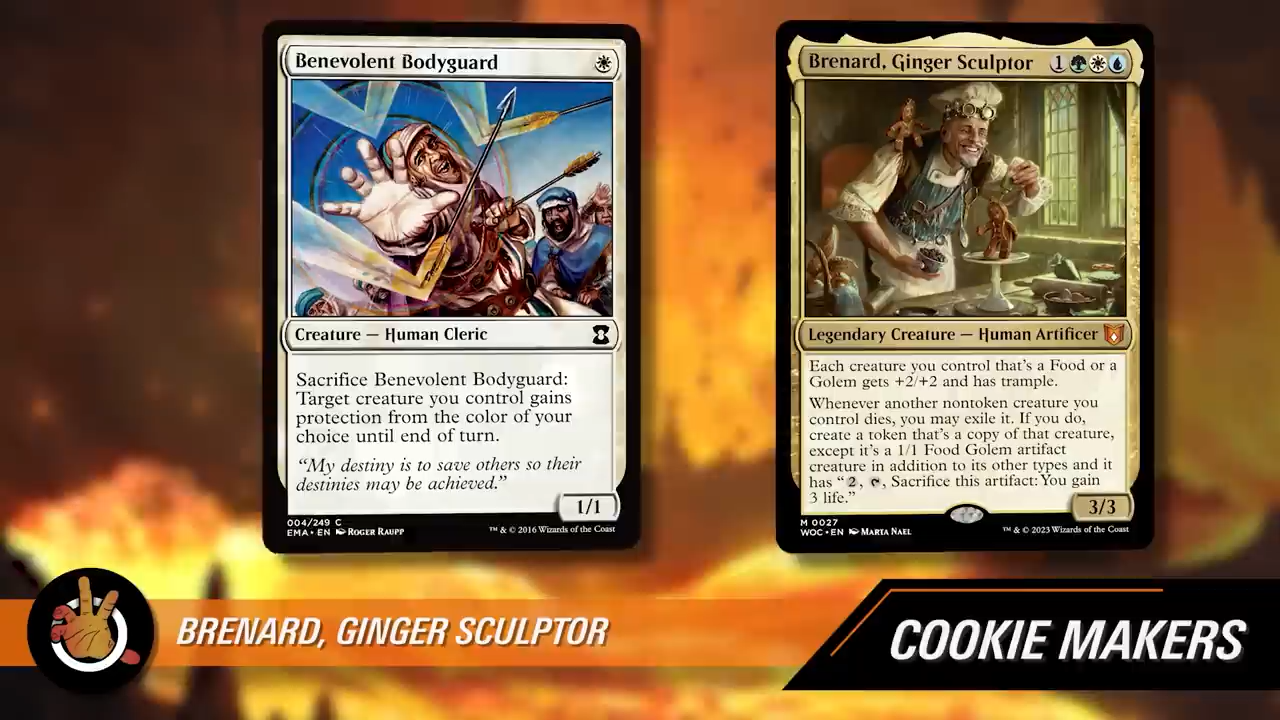 Benevolent Bodyguard
Creature — Human Cleric
Sacrifice Benevolent Bodyguard:
Target creature you control gains
protection from the color of your
choice until end of turn.
“My destiny is to save others so their
destinies may be achieved.”
1/1
004/249 C
EMA • EN Roger Raupp
™ & © 2016 Wizards of the Coast
Brenard, Ginger Sculptor 1
Legendary Creature — Human Artificer
Each creature you control that's a Food or a
Golem gets +2/+2 and has trample.
Whenever another nontoken creature you
control dies, you may exile it. If you do,
create a token that's a copy of that creature,
except it's a 1/1 Food Golem artifact
creature in addition to its other types and it
has “2, , Sacrifice this artifact: You gain
3 life.”
3/3
M 0027
WOC • EN Marta Nael
™ & © 2023 Wizards of the Coast
BRENARD, GINGER SCULPTOR
COOKIE MAKERS